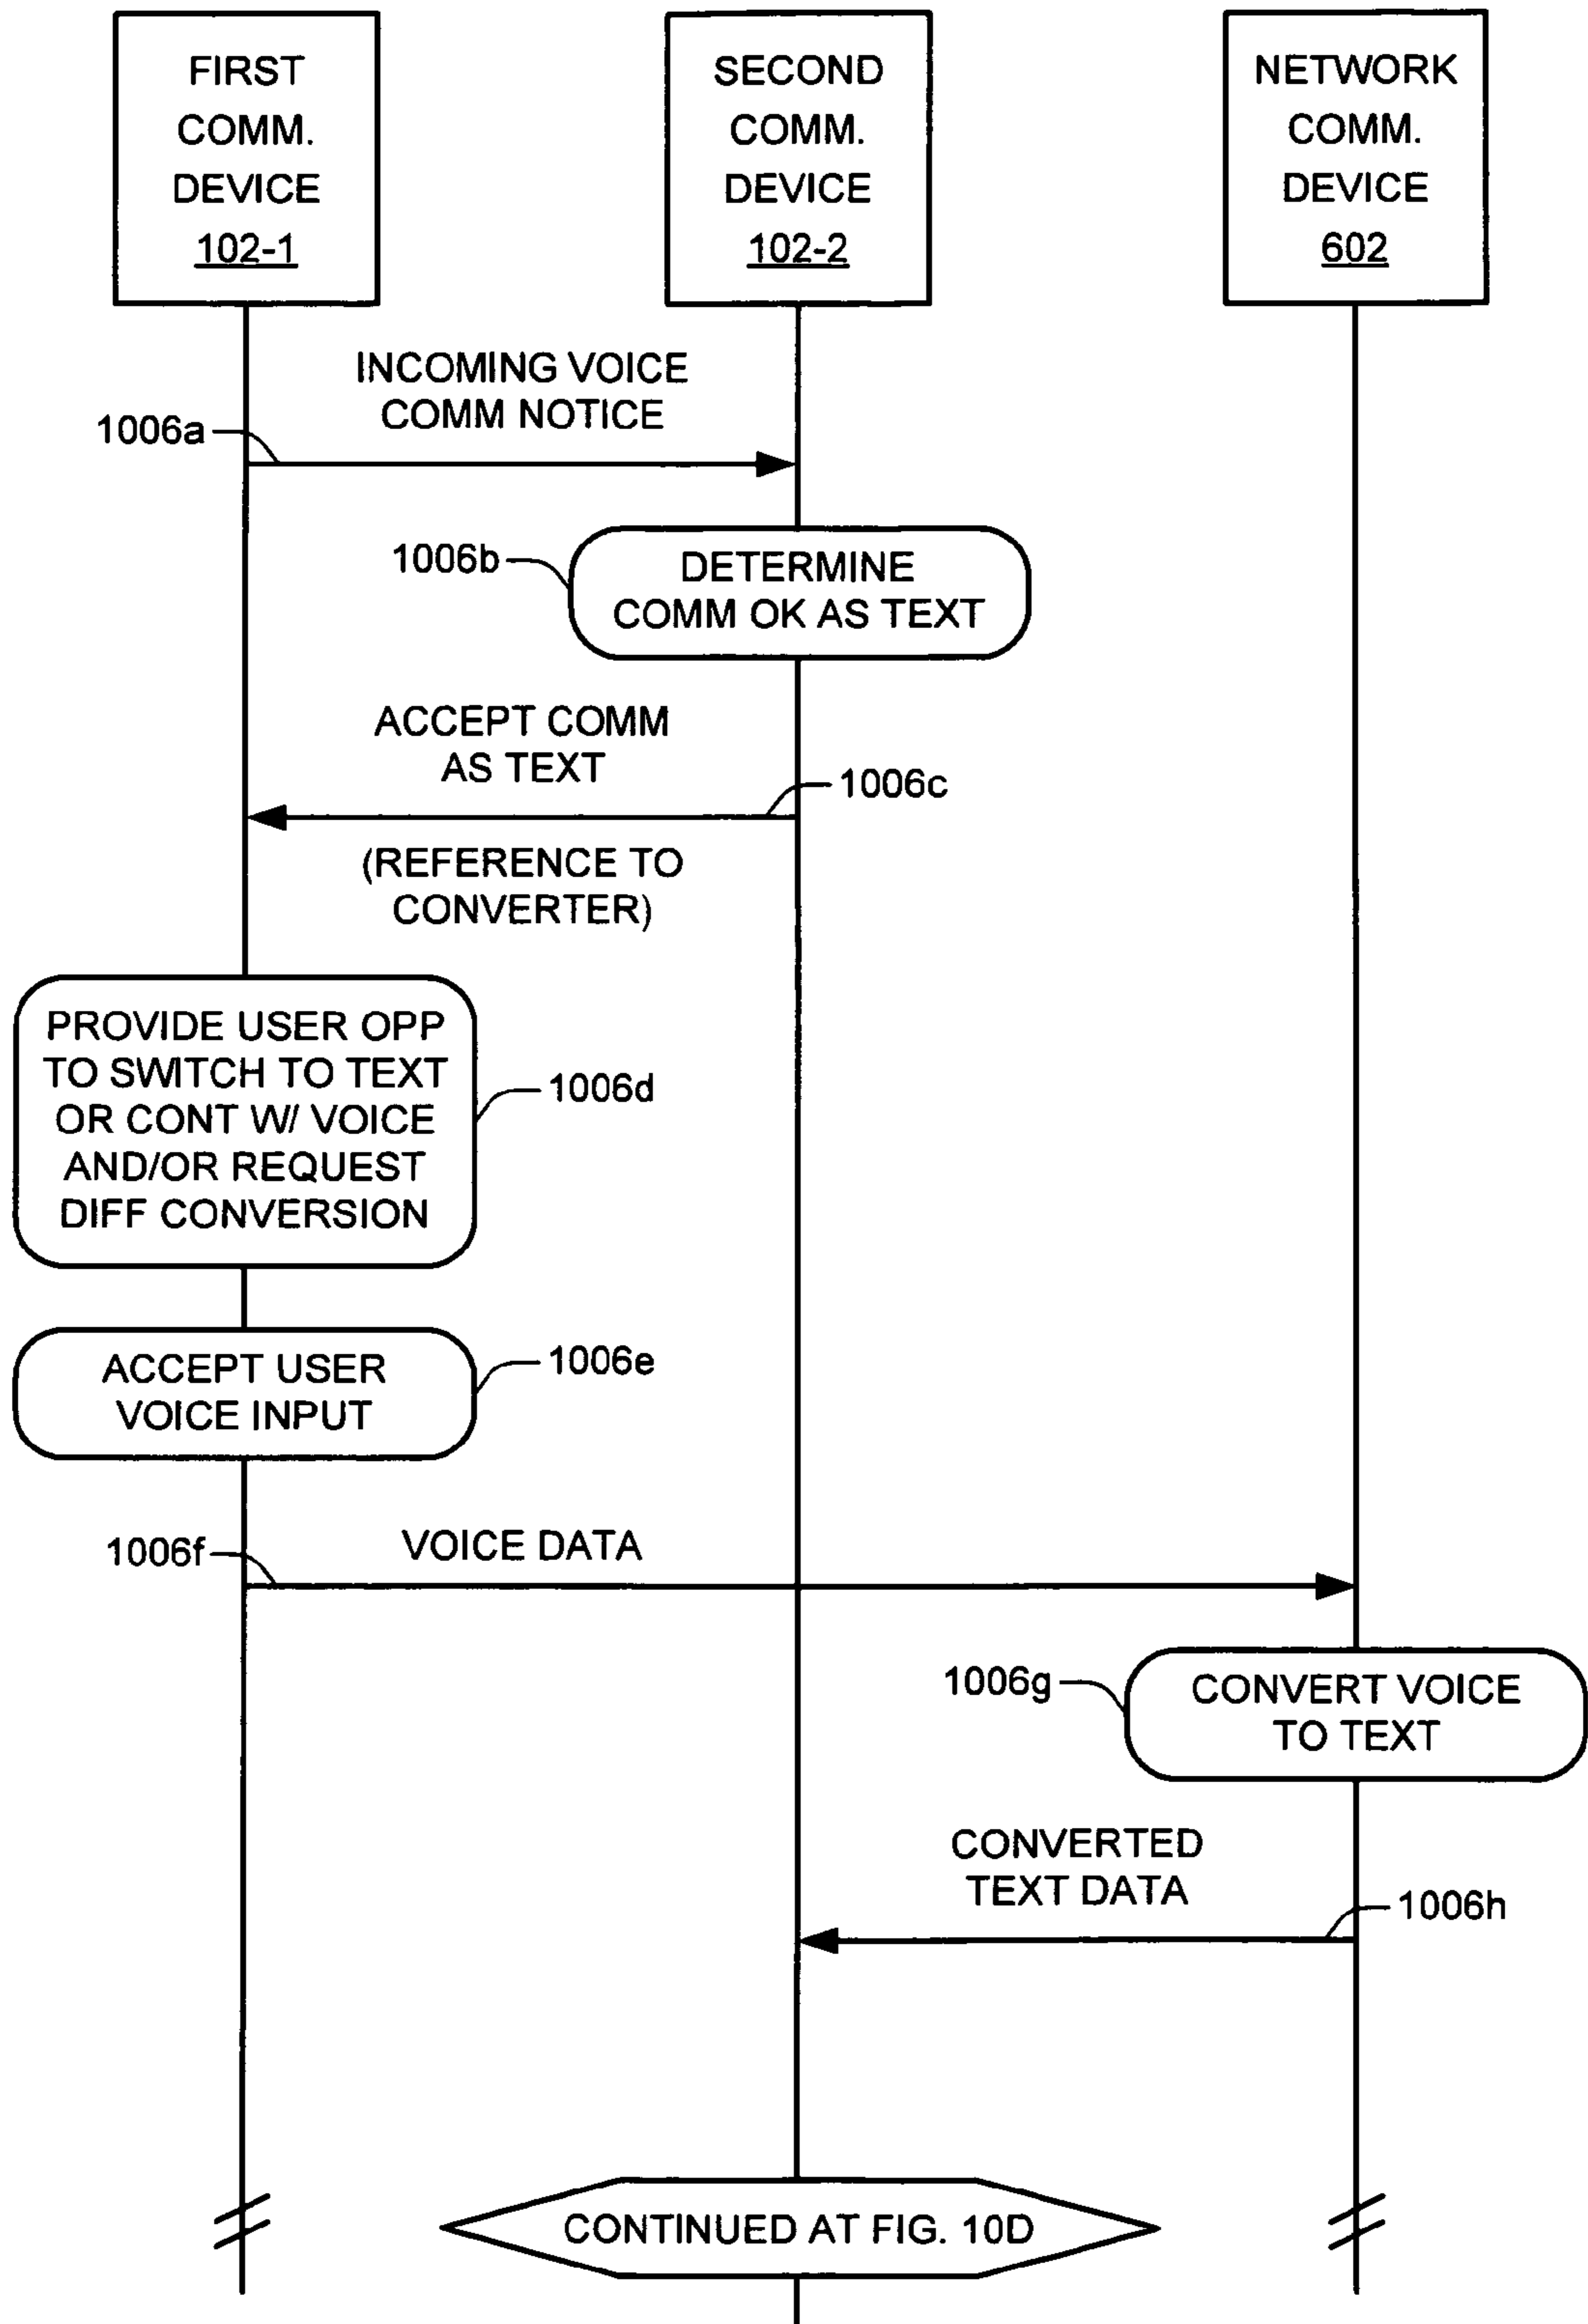 FIRST
COMM.
DEVICE
102-1
SECOND
COMM.
DEVICE
102-2
NETWORK
COMM.
DEVICE
602
INCOMING VOICE
COMM NOTICE
1006a
1006b
DETERMINE
COMM OK AS TEXT
ACCEPT COMM
AS TEXT
1006c
(REFERENCE TO
CONVERTER)
PROVIDE USER OPP
TO SWITCH TO TEXT
OR CONT W/ VOICE
AND/OR REQUEST
DIFF CONVERSION
1006d
ACCEPT USER
VOICE INPUT
1006e
1006f
VOICE DATA
1006g
CONVERT VOICE
TO TEXT
CONVERTED
TEXT DATA
1006h
CONTINUED AT FIG. 10D